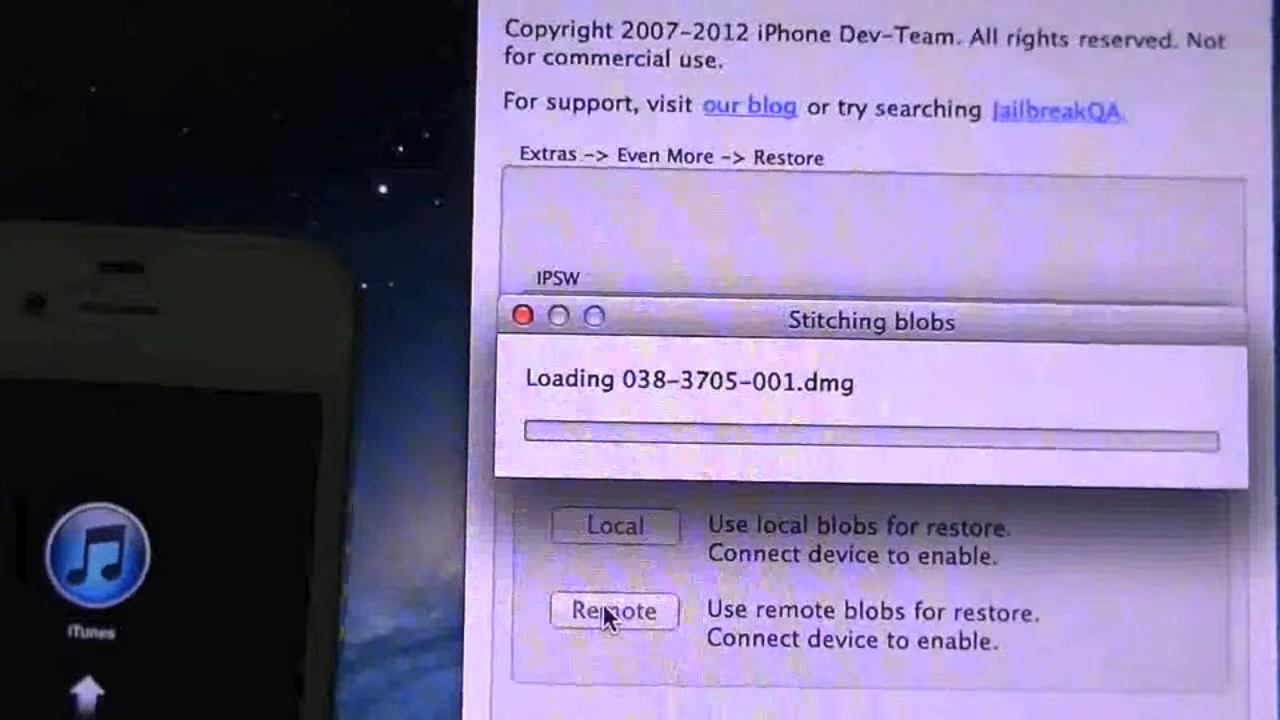 Copyright 2007-2012 iPhone Dev-Team. All rights reserved. Not
for commercial use.
For support, visit our blog or try searching JailbreakQA.
Extras -> Even More -> Restore
IPSW
Stitching blobs
Loading 038-3705-001.dmg
Local
Use local blobs for restore.
Connect device to enable.
Remote
Use remote blobs for restore.
Connect device to enable.
iTunes